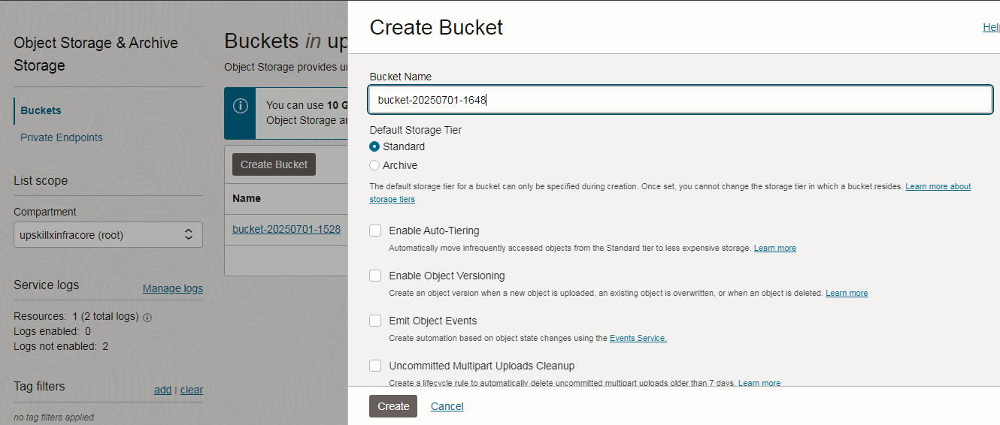 Object Storage & Archive
Storage
Buckets
Private Endpoints
List scope
Compartment
upskillxinfracore (root)
Service logs
Manage logs
Resources: 1 (2 total logs)
Logs enabled: 0
Logs not enabled: 2
Tag filters
add | clear
no tag filters applied
Buckets in up
Object Storage provides
You can use 10 G
Object Storage
Create Bucket
Name
bucket-20250701-1528
Create Bucket
Help
Bucket Name
bucket-20250701-1648
Default Storage Tier
Standard
Archive
The default storage tier for a bucket can only be specified during creation. Once set, you cannot change the storage tier in which a bucket resides. Learn more about
storage tiers
Enable Auto-Tiering
Automatically move infrequently accessed objects from the Standard tier to less expensive storage. Learn more
Enable Object Versioning
Create an object version when a new object is uploaded, an existing object is overwritten, or when an object is deleted. Learn more
Emit Object Events
Create automation based on object state changes using the Events Service.
Uncommitted Multipart Uploads Cleanup
Create a lifecycle rule to automatically delete uncommitted multipart uploads older than 7 days. Learn more
Create
Cancel